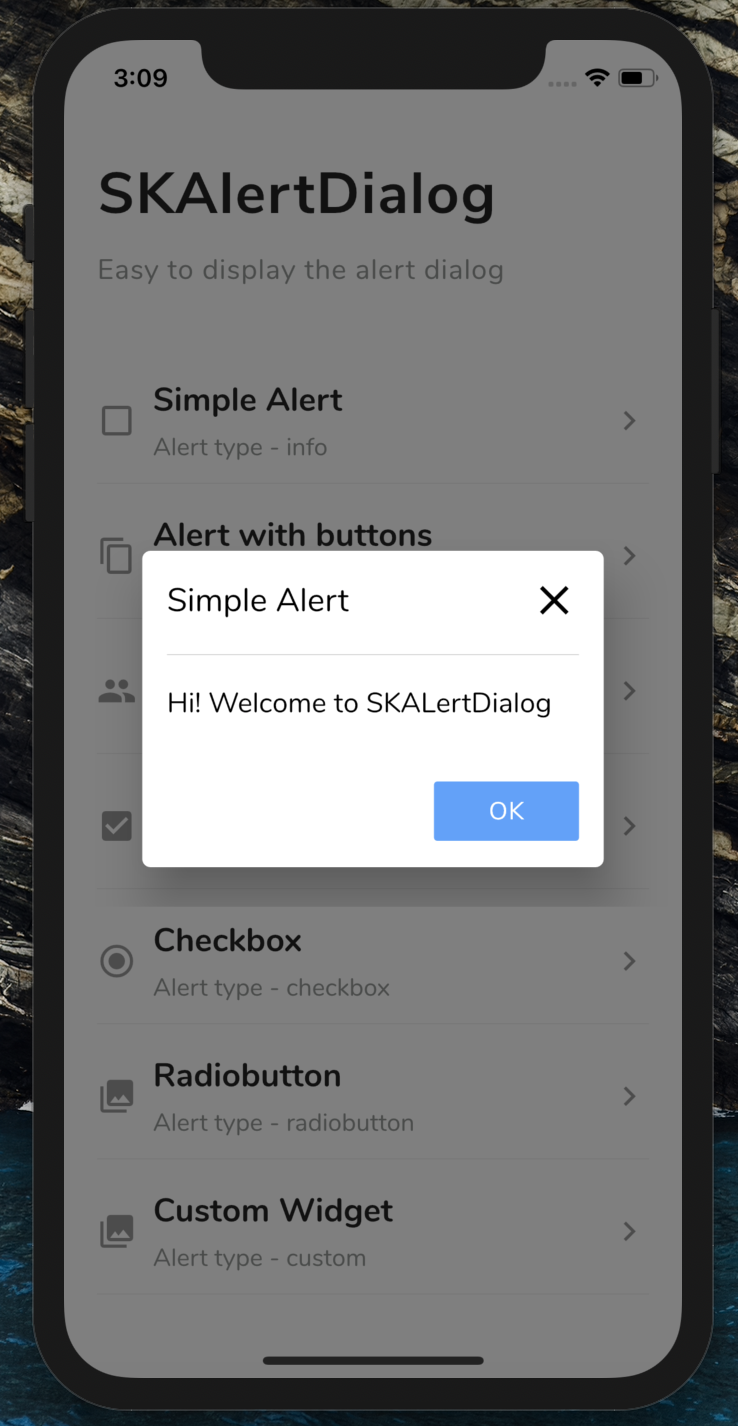 3:09
SKAlertDialog
Easy to display the alert dialog
Simple Alert
Alert type - info
Alert with buttons
Simple Alert
Hi! Welcome to SKALertDialog
OK
Checkbox
Alert type - checkbox
Radiobutton
Alert type - radiobutton
Custom Widget
Alert type - custom